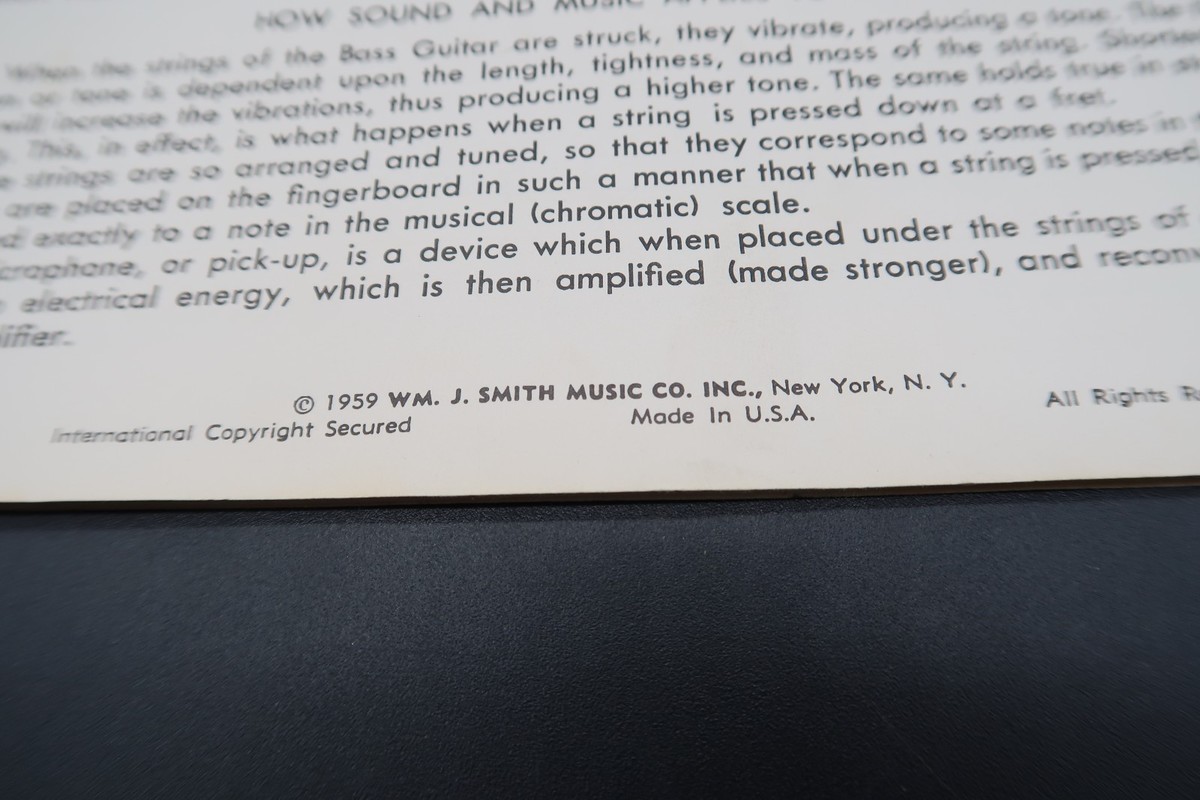 HOW SOUND AND MUSIC
When the strings of the Bass Guitar are struck, they vibrate, producing a tone. The
or tone is dependent upon the length, tightness, and mass of the string.
will increase the vibrations, thus producing a higher tone. The same holds true in
This, in effect, is what happens when a string is pressed down at a fret.
strings are so arranged and tuned, so that they correspond to some notes in
are placed on the fingerboard in such a manner that when a string is pressed
exactly to a note in the musical (chromatic) scale.
or pick-up, is a device which when placed under the strings of
electrical energy, which is then amplified (made stronger), and
© 1959 WM. J. SMITH MUSIC CO. INC., New York, N. Y.
International Copyright Secured Made In U.S.A. All Rights